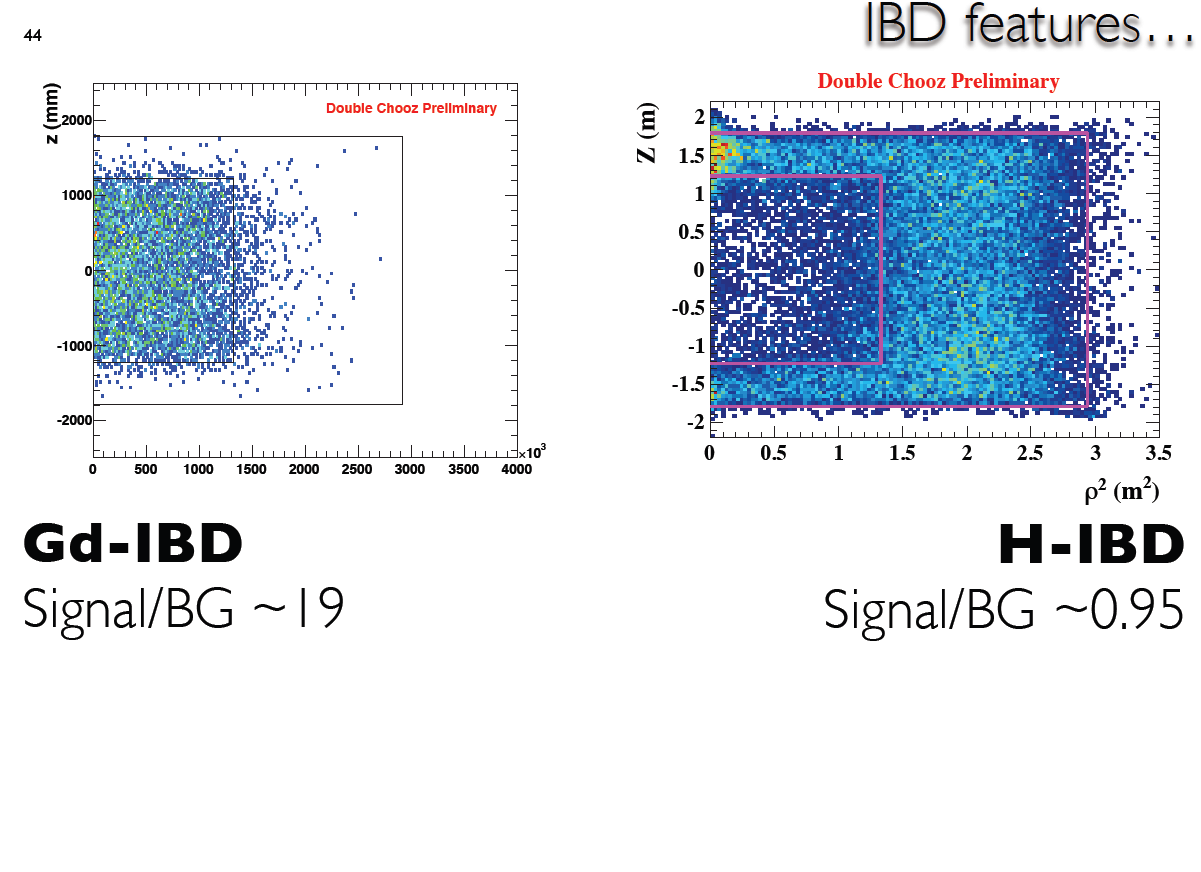 44
IBD features…
Double Chooz Preliminary
z (mm)
2000
1000
0
-1000
-2000
0 500 1000 1500 2000 2500 3000 3500 4000
×10³
Double Chooz Preliminary
Z (m)
2
1.5
1
0.5
0
-0.5
-1
-1.5
-2
0 0.5 1 1.5 2 2.5 3 3.5
ρ² (m²)
Gd-IBD
Signal/BG ~19
H-IBD
Signal/BG ~0.95